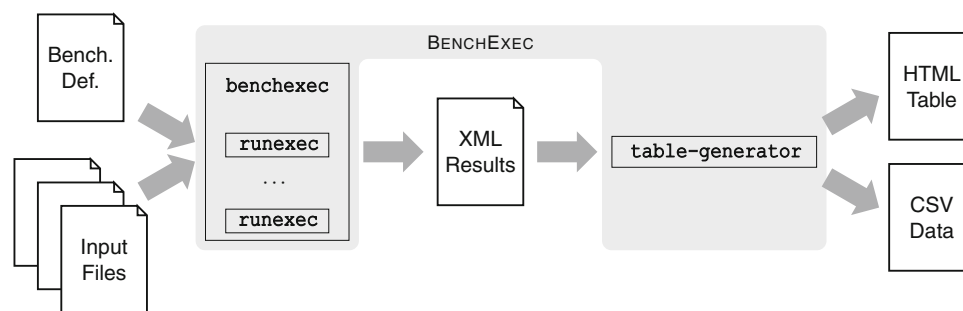 BENCHEXEC
Bench.
Def.
Input
Files
benchexec
runexec
...
runexec
XML
Results
table-generator
HTML
Table
CSV
Data